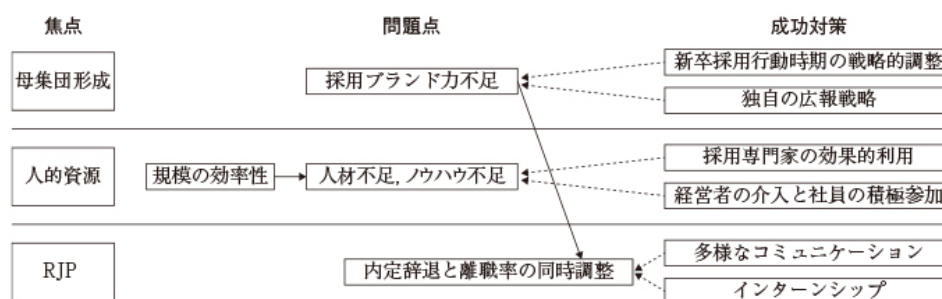 焦点 問題点 成功対策
母集団形成 採用ブランド力不足 新卒採用行動時期の戦略的調整
独自の広報戦略
人的資源 規模の効率性 人材不足,ノウハウ不足 採用専門家の効果的利用
経営者の介入と社員の積極参加
RJP 内定辞退と離職率の同時調整 多様なコミュニケーション
インターンシップ